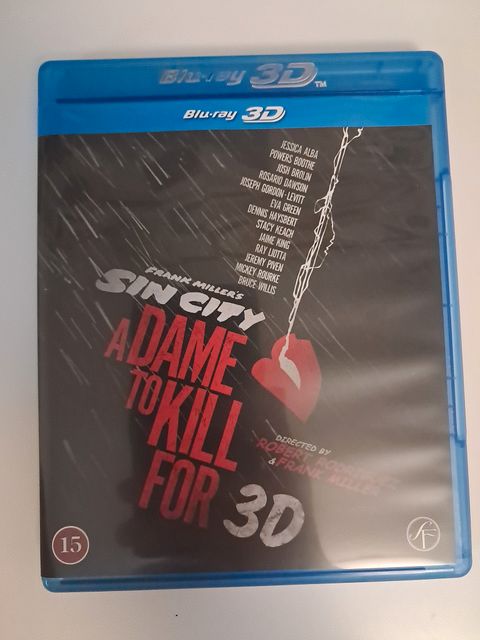 Blu-ray 3D™
Blu-ray 3D
JESSICA ALBA
POWERS BOOTHE
JOSH BROLIN
ROSARIO DAWSON
JOSEPH GORDON-LEVITT
EVA GREEN
DENNIS HAYSBERT
STACY KEACH
JAIME KING
RAY LIOTTA
JEREMY PIVEN
MICKEY ROURKE
BRUCE WILLIS
FRANK MILLER'S
SIN CITY
A DAME
TO KILL
FOR 3D
DIRECTED BY
ROBERT RODRIGUEZ
& FRANK MILLER
15
SF